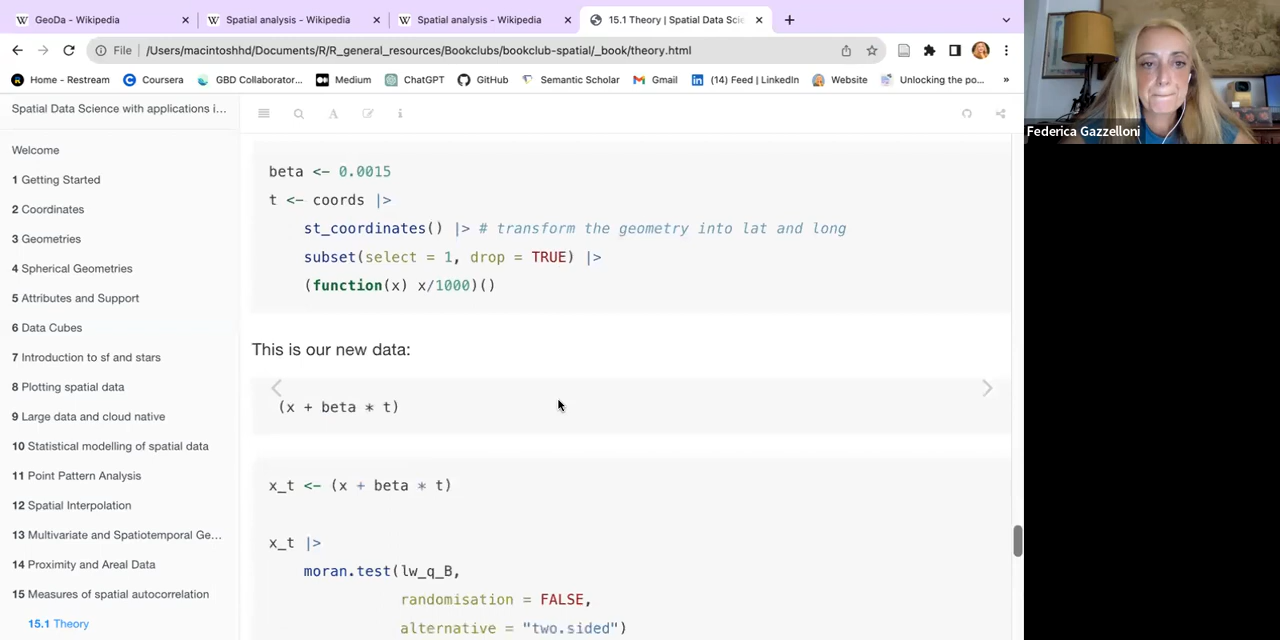 GeoDa - Wikipedia
Spatial analysis - Wikipedia
Spatial analysis - Wikipedia
15.1 Theory | Spatial Data Scie
File /Users/macintoshhd/Documents/R/R_general_resources/Bookclubs/bookclub-spatial/_book/theory.html
Home - Restream Coursera GBD Collaborator... Medium ChatGPT GitHub Semantic Scholar Gmail (14) Feed | LinkedIn Website Unlocking the po... »
Spatial Data Science with applications i...
Welcome
1 Getting Started
2 Coordinates
3 Geometries
4 Spherical Geometries
5 Attributes and Support
6 Data Cubes
7 Introduction to sf and stars
8 Plotting spatial data
9 Large data and cloud native
10 Statistical modelling of spatial data
11 Point Pattern Analysis
12 Spatial Interpolation
13 Multivariate and Spatiotemporal Ge...
14 Proximity and Areal Data
15 Measures of spatial autocorrelation
15.1 Theory
beta <- 0.0015
t <- coords |>
st_coordinates() |> # transform the geometry into lat and long
subset(select = 1, drop = TRUE) |>
(function(x) x/1000)()
This is our new data:
(x + beta * t)
x_t <- (x + beta * t)
x_t |>
moran.test(lw_q_B,
randomisation = FALSE,
alternative = "two.sided")
Federica Gazzelloni